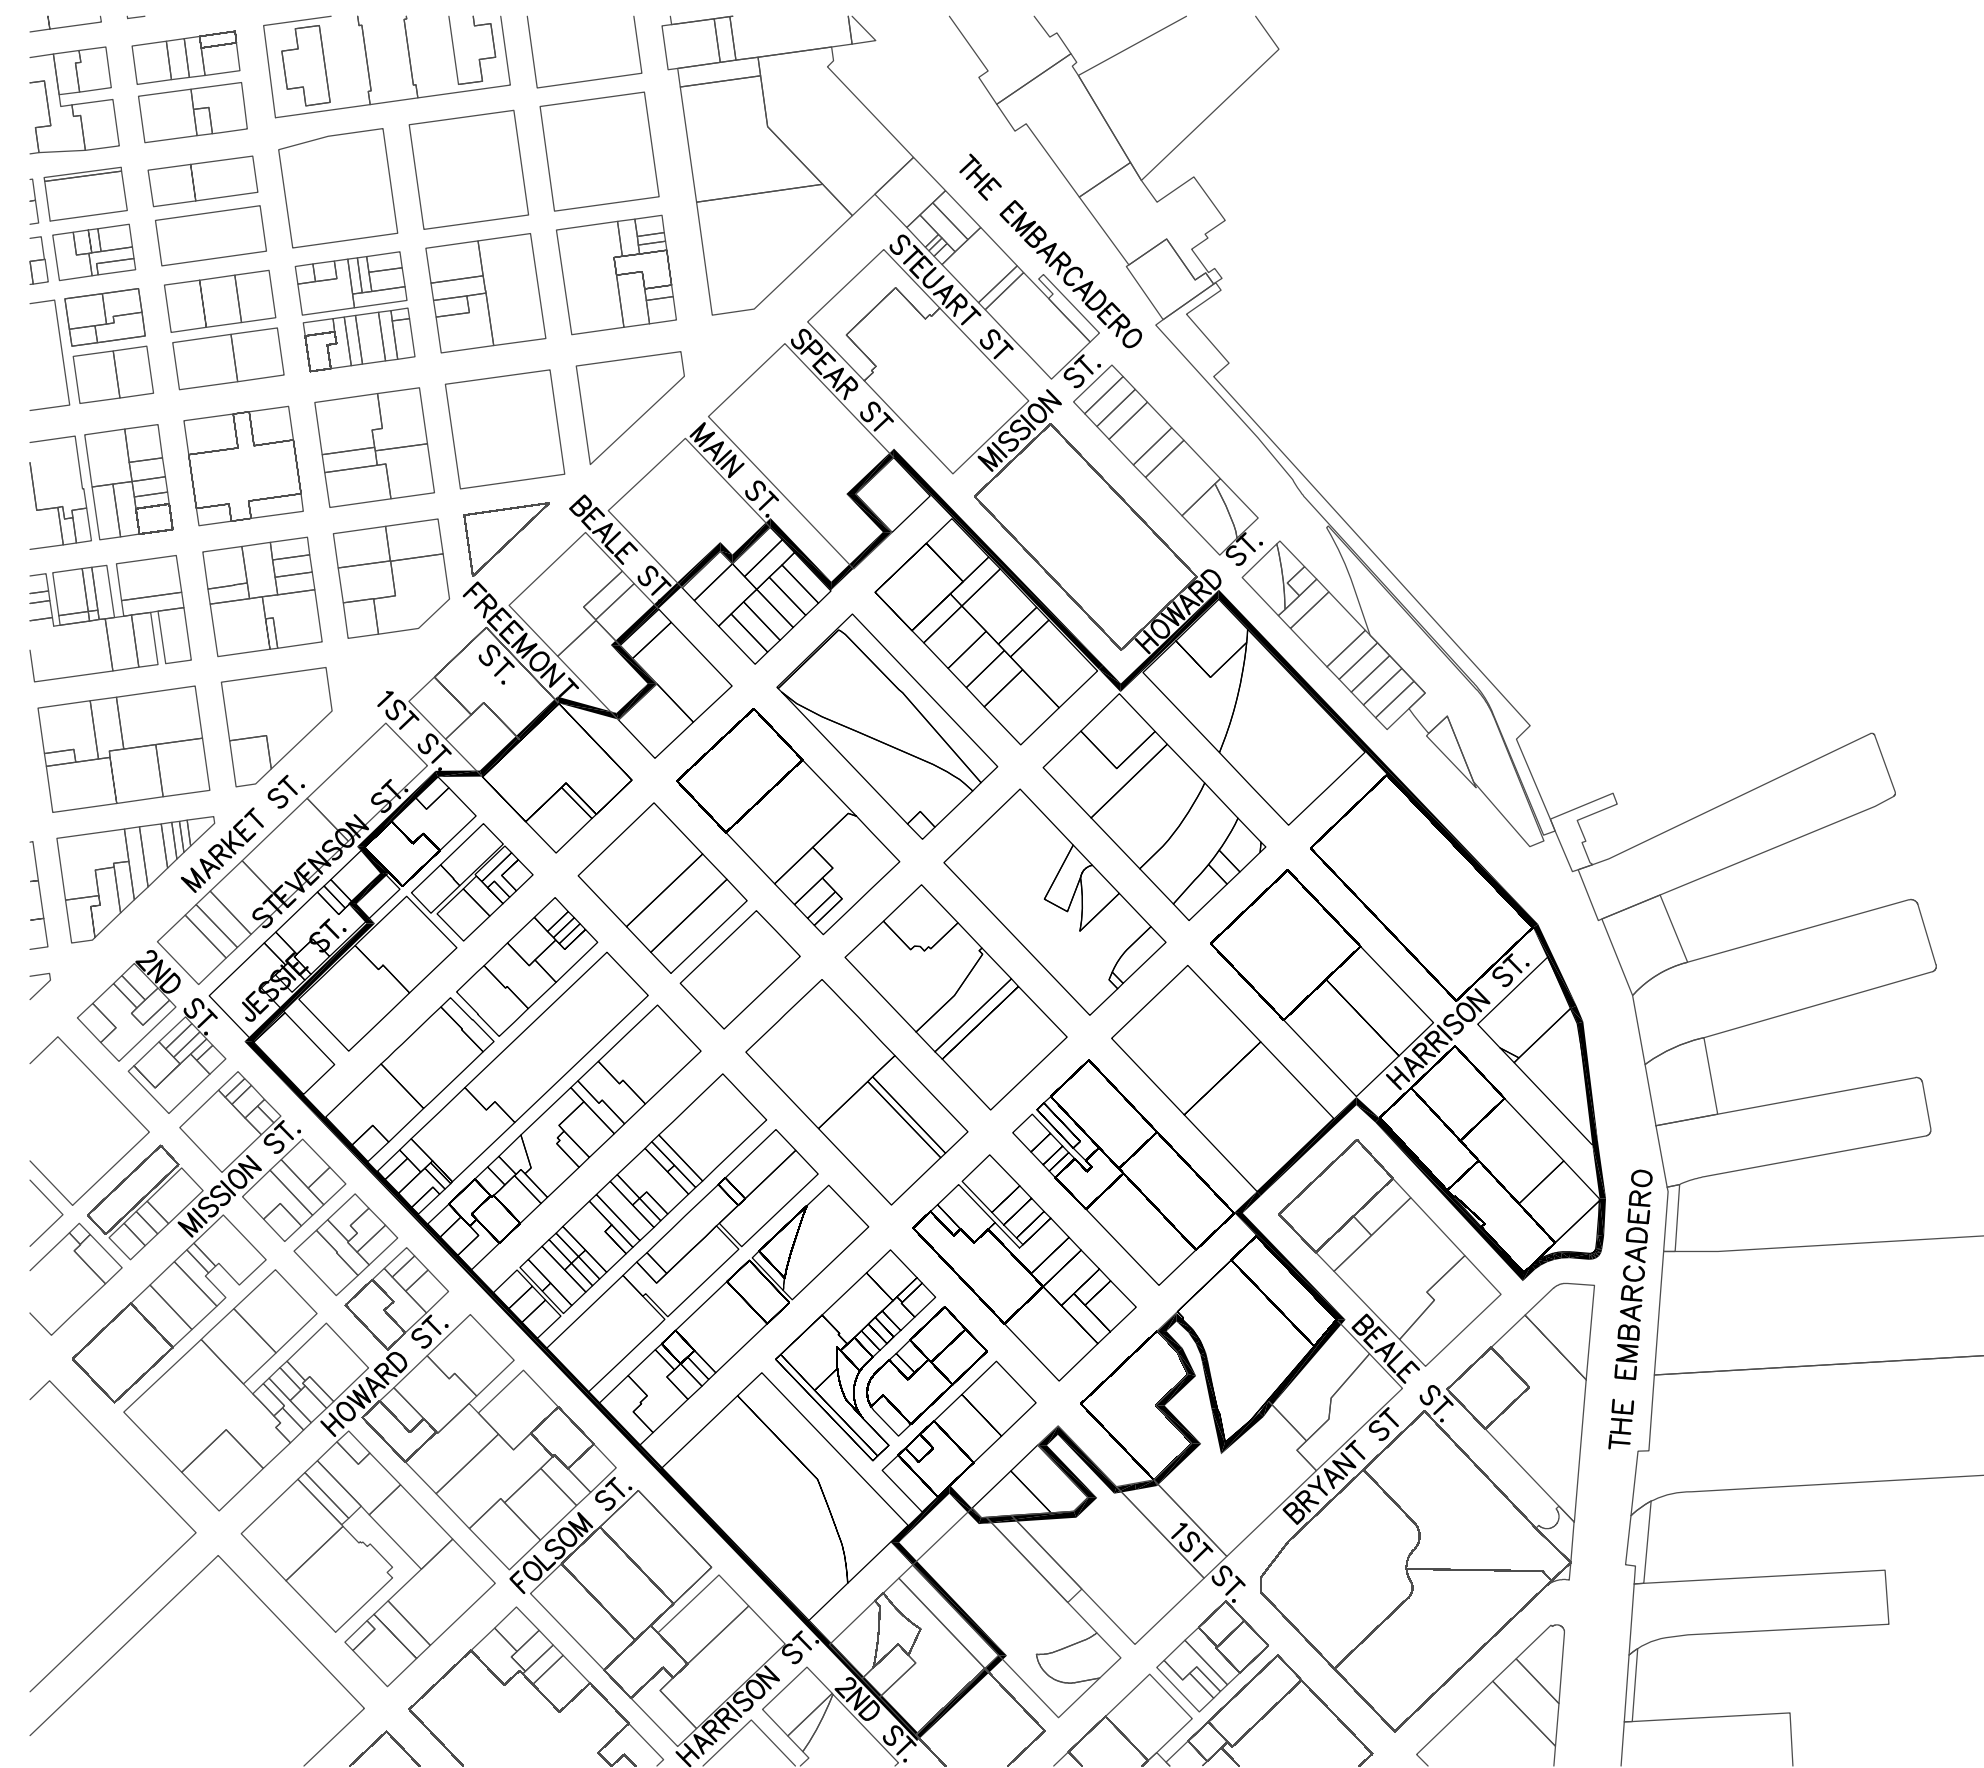 THE EMBARCADERO
STEUART ST
SPEAR ST
MISSION ST.
MAIN ST.
BEALE ST.
HOWARD ST.
FREEMONT
ST.
1ST ST.
MARKET ST.
STEVENSON ST.
JESSIE ST.
2ND ST.
HARRISON ST.
MISSION ST.
THE EMBARCADERO
HOWARD ST.
BEALE ST.
BRYANT ST
FOLSOM ST.
1ST ST.
HARRISON ST.
2ND ST.